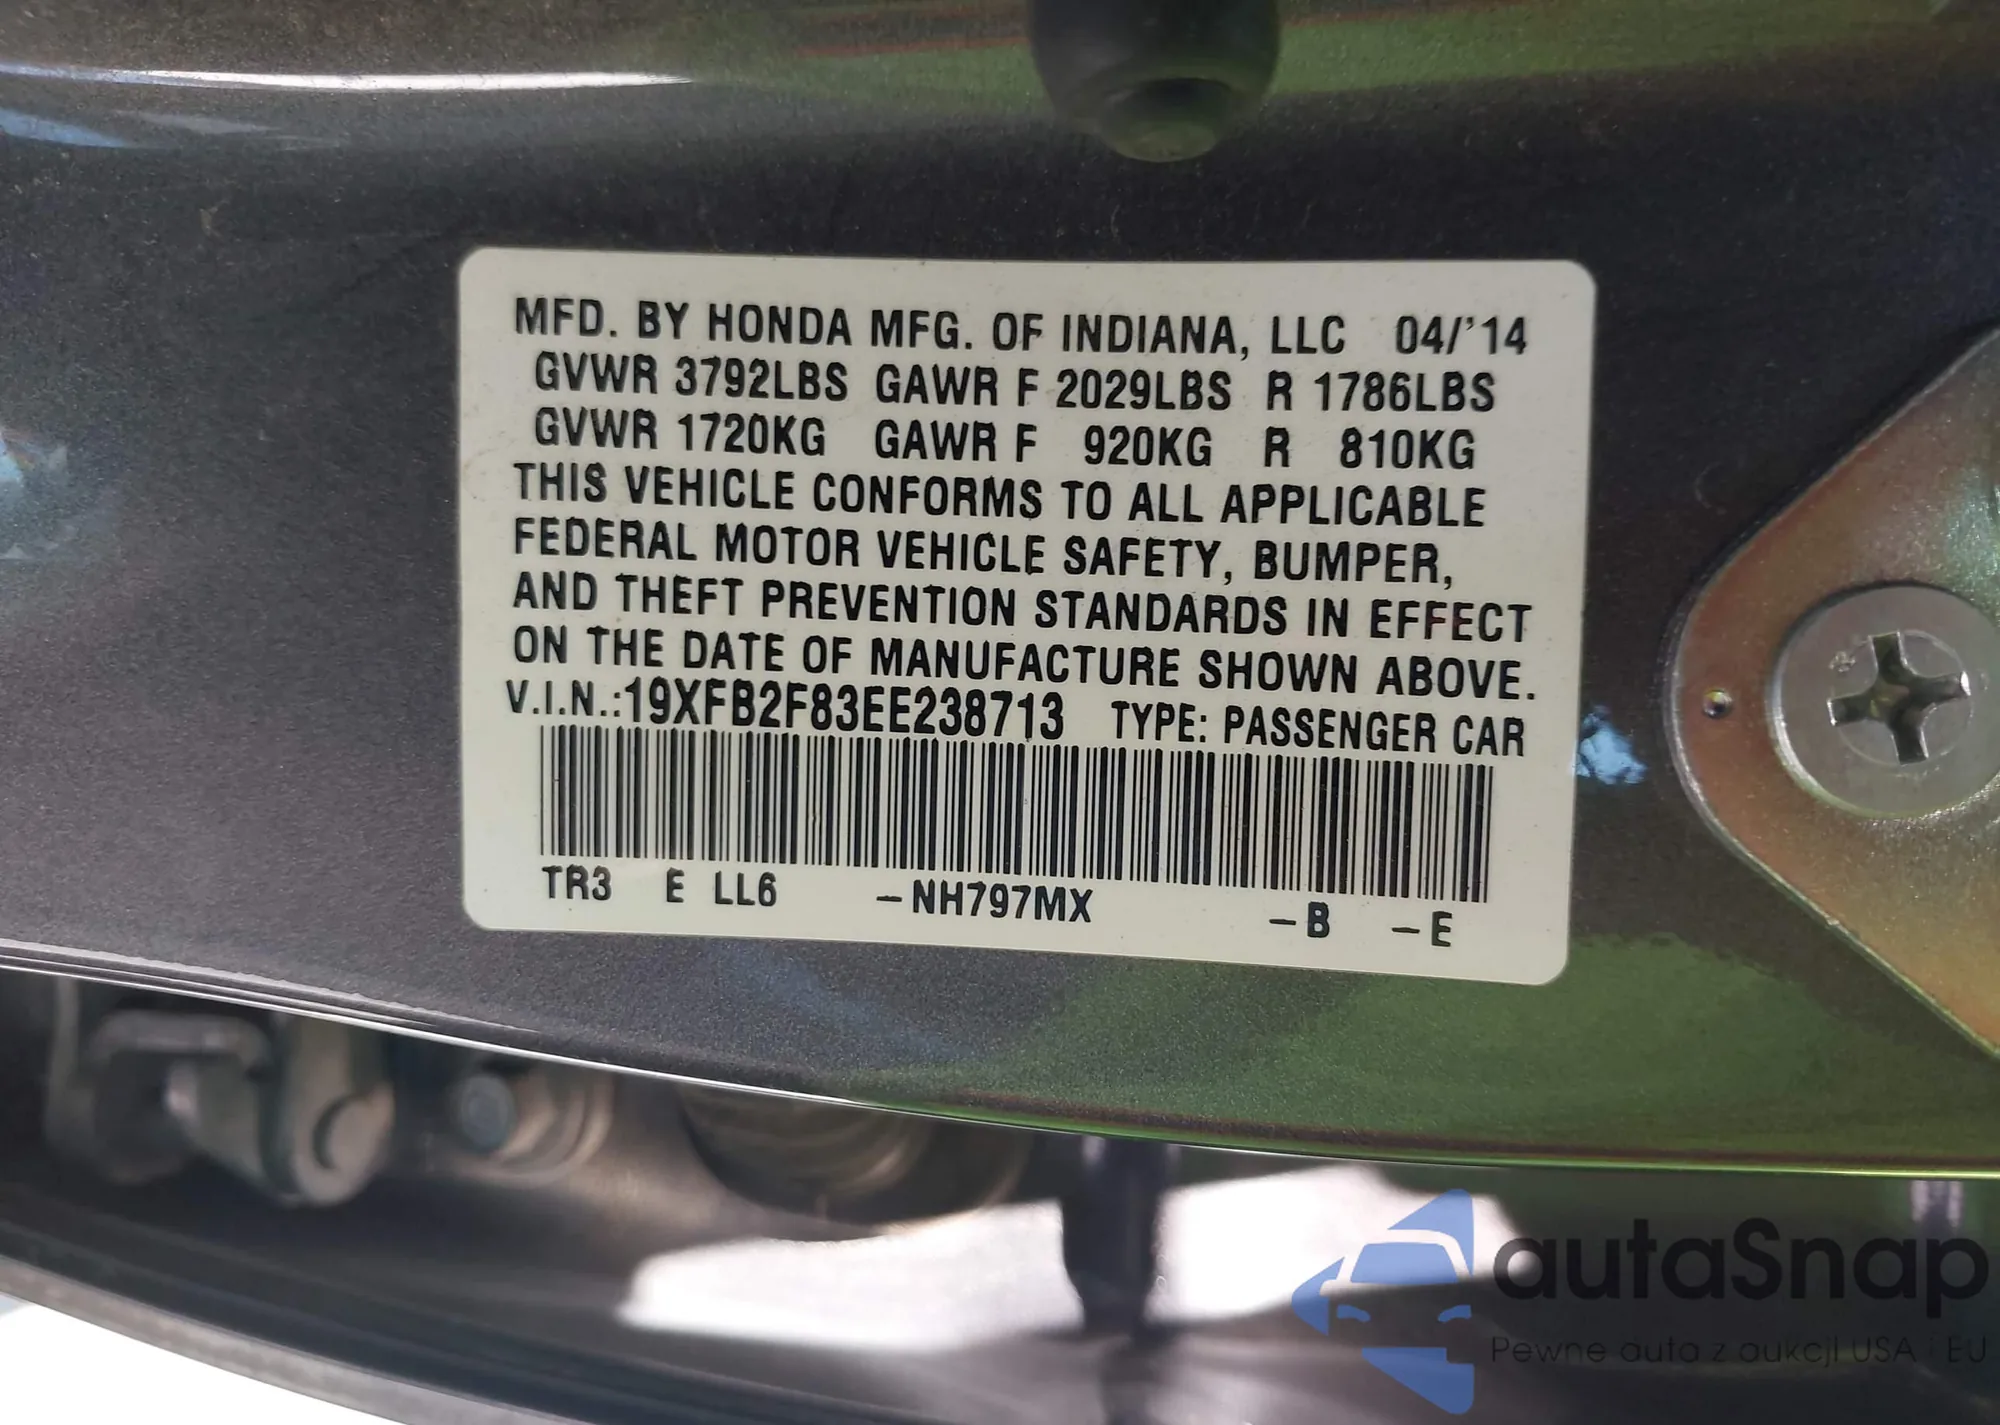 MFD. BY HONDA MFG. OF INDIANA, LLC 04/'14
GVWR 3792LBS GAWR F 2029LBS R 1786LBS
GVWR 1720KG GAWR F 920KG R 810KG
THIS VEHICLE CONFORMS TO ALL APPLICABLE
FEDERAL MOTOR VEHICLE SAFETY, BUMPER,
AND THEFT PREVENTION STANDARDS IN EFFECT
ON THE DATE OF MANUFACTURE SHOWN ABOVE.
V.I.N.:19XFB2F83EE238713 TYPE: PASSENGER CAR
TR3 E LL6 –NH797MX –B –E
autaSnap
Pewne auta z aukcji USA i EU